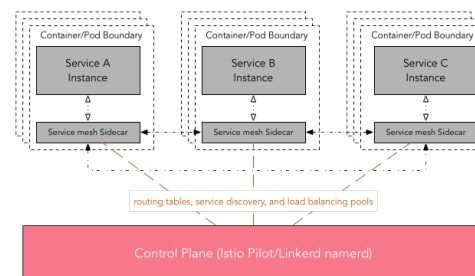 Container/Pod Boundary
Container/Pod Boundary
Container/Pod Boundary
Service A
Instance
Service B
Instance
Service C
Instance
Service mesh Sidecar
Service mesh Sidecar
Service mesh Sidecar
routing tables, service discovery, and load balancing pools
Control Plane (Istio Pilot/Linkerd namerd)